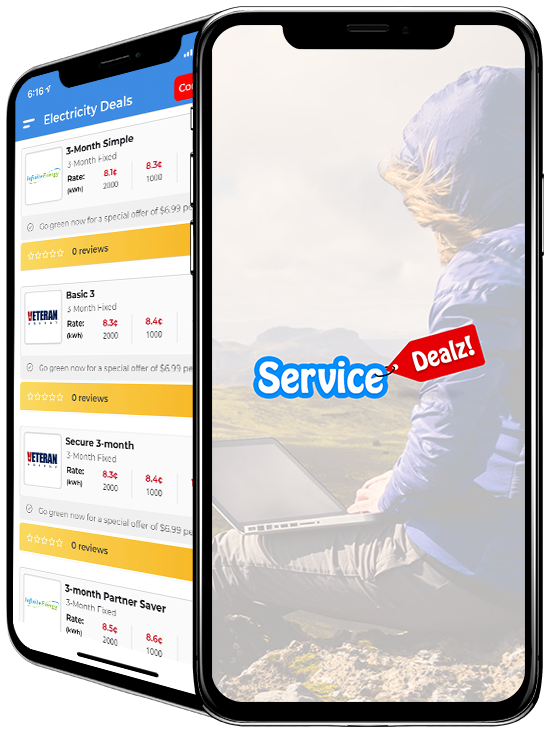 6:16
Electricity Deals
3-Month Simple
3-Month Fixed
Infinite Energy
Rate: 8.1¢ 8.3¢
(kWh) 2000 1000
Go green now for a special offer of $6.99 pe
0 reviews
Basic 3
3 Month Fixed
VETERAN
ENERGY
Rate: 8.3¢ 8.4¢
(kWh) 2000 1000
Go green now for a special offer of $6.99 pe
0 reviews
Secure 3-month
3-Month Fixed
VETERAN
ENERGY
Rate: 8.3¢ 8.4¢
(kWh) 2000 1000
Go green now for a special offer of $6.99 pe
0 reviews
3-month Partner Saver
3-Month Fixed
Infinite Energy
Rate: 8.5¢ 8.6¢
(kWh) 2000 1000
Service Dealz!